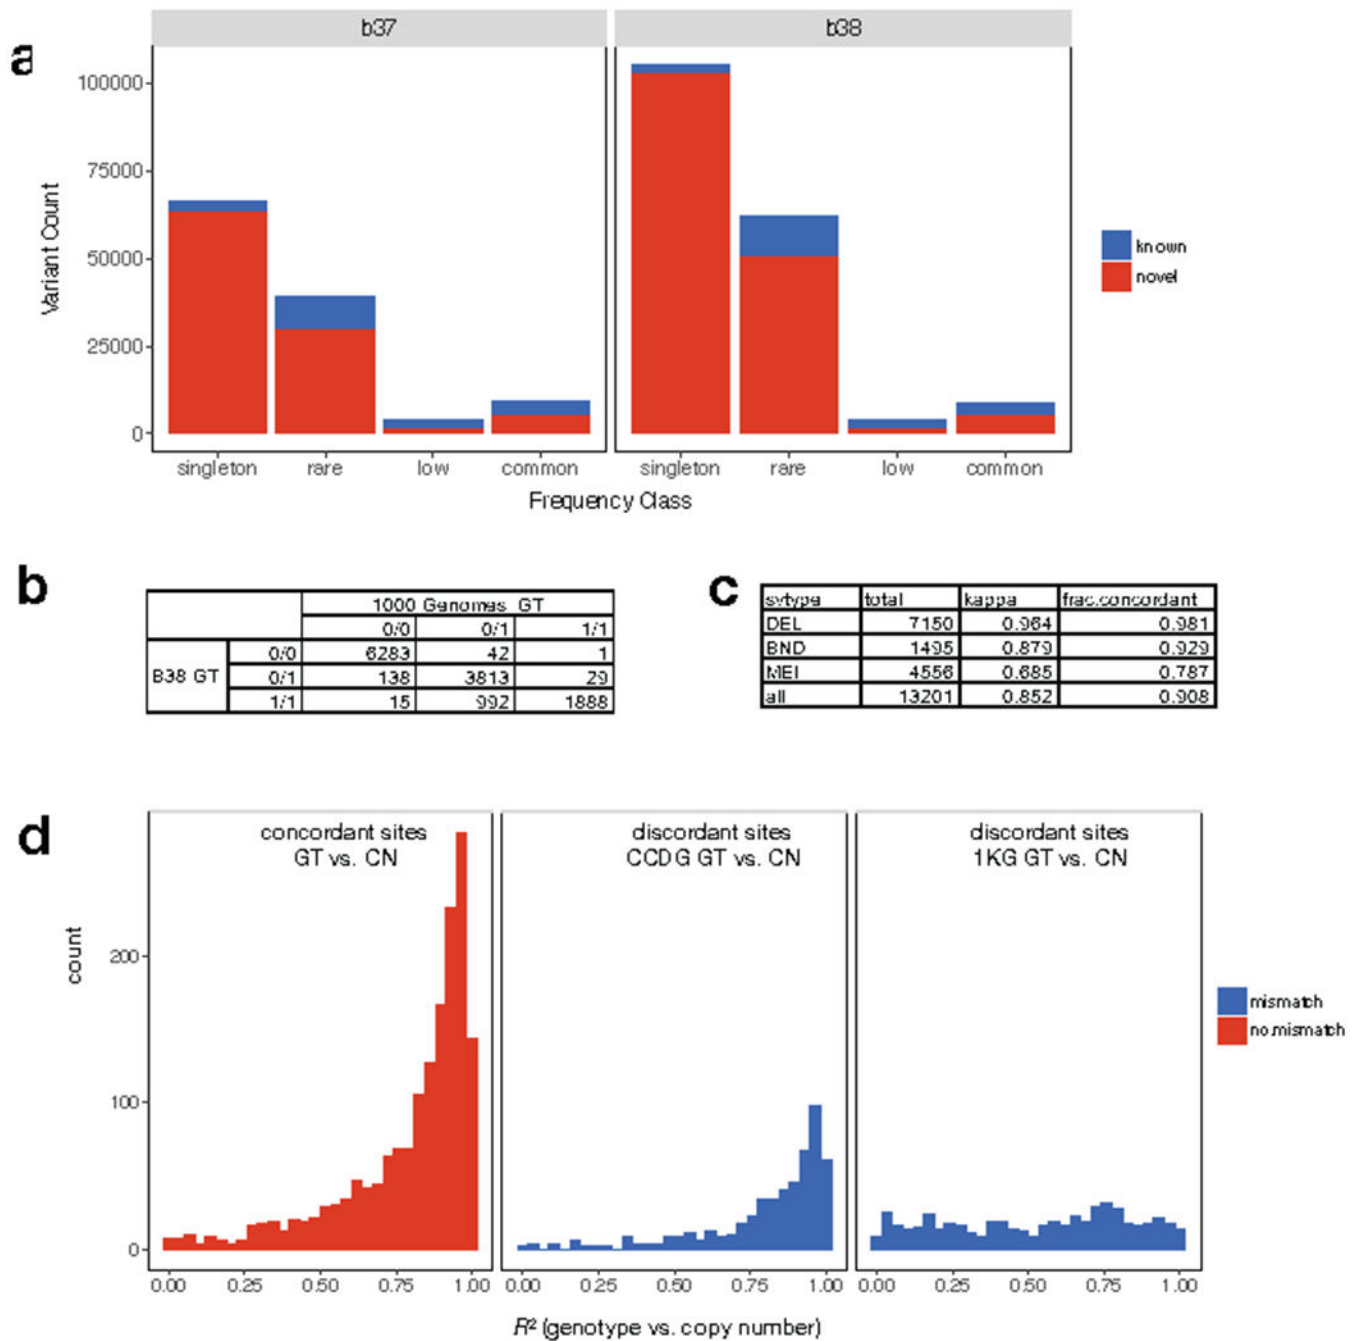 a
b37
b38
100000
75000
50000
25000
0
Variant Count
singleton rare low common
singleton rare low common
Frequency Class
known
novel
b
1000 Genomes GT
0/0 0/1 1/1
B38 GT
0/0 6283 42 1
0/1 138 3813 29
1/1 15 992 1888
c
svtype total kappa frac.concordant
DEL 7150 0.964 0.981
BND 1495 0.879 0.929
MEI 4556 0.685 0.787
all 13201 0.852 0.908
d
concordant sites
GT vs. CN
discordant sites
CCDG GT vs. CN
discordant sites
1KG GT vs. CN
count
200
100
0
0.00 0.25 0.50 0.75 1.00
0.00 0.25 0.50 0.75 1.00
0.00 0.25 0.50 0.75 1.00
R² (genotype vs. copy number)
mismatch
no.mismatch